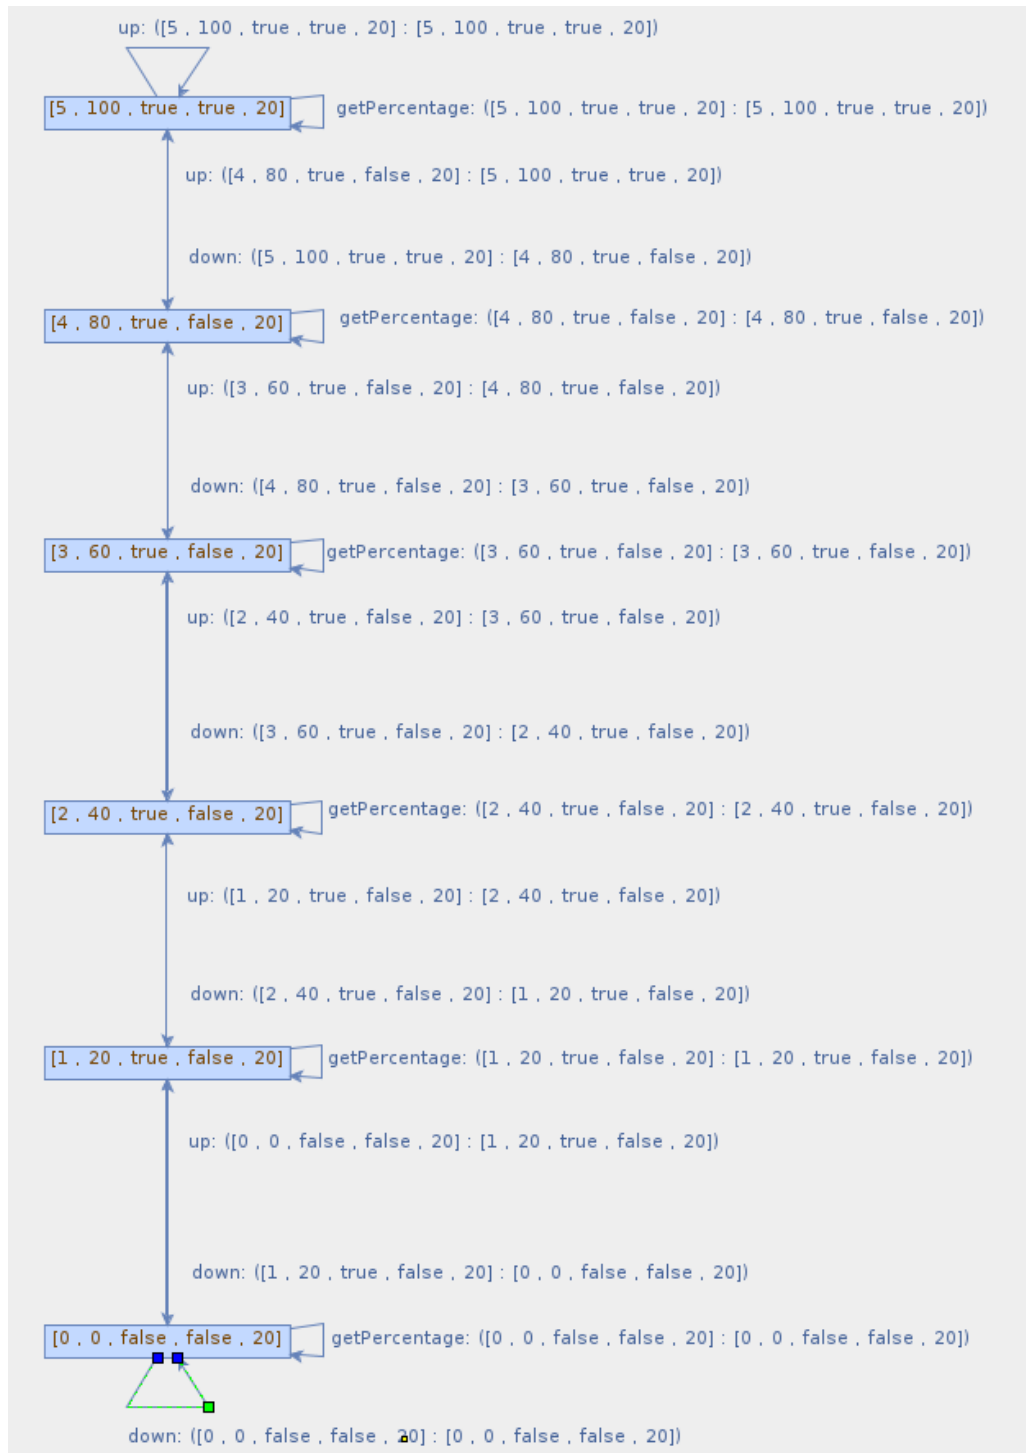 up: ([5 , 100 , true , true , 20] : [5 , 100 , true , true , 20])
[5 , 100 , true , true , 20]
getPercentage: ([5 , 100 , true , true , 20] : [5 , 100 , true , true , 20])
up: ([4 , 80 , true , false , 20] : [5 , 100 , true , true , 20])
down: ([5 , 100 , true , true , 20] : [4 , 80 , true , false , 20])
[4 , 80 , true , false , 20]
getPercentage: ([4 , 80 , true , false , 20] : [4 , 80 , true , false , 20])
up: ([3 , 60 , true , false , 20] : [4 , 80 , true , false , 20])
down: ([4 , 80 , true , false , 20] : [3 , 60 , true , false , 20])
[3 , 60 , true , false , 20]
getPercentage: ([3 , 60 , true , false , 20] : [3 , 60 , true , false , 20])
up: ([2 , 40 , true , false , 20] : [3 , 60 , true , false , 20])
down: ([3 , 60 , true , false , 20] : [2 , 40 , true , false , 20])
[2 , 40 , true , false , 20]
getPercentage: ([2 , 40 , true , false , 20] : [2 , 40 , true , false , 20])
up: ([1 , 20 , true , false , 20] : [2 , 40 , true , false , 20])
down: ([2 , 40 , true , false , 20] : [1 , 20 , true , false , 20])
[1 , 20 , true , false , 20]
getPercentage: ([1 , 20 , true , false , 20] : [1 , 20 , true , false , 20])
up: ([0 , 0 , false , false , 20] : [1 , 20 , true , false , 20])
down: ([1 , 20 , true , false , 20] : [0 , 0 , false , false , 20])
[0 , 0 , false , false , 20]
getPercentage: ([0 , 0 , false , false , 20] : [0 , 0 , false , false , 20])
down: ([0 , 0 , false , false , 20] : [0 , 0 , false , false , 20])